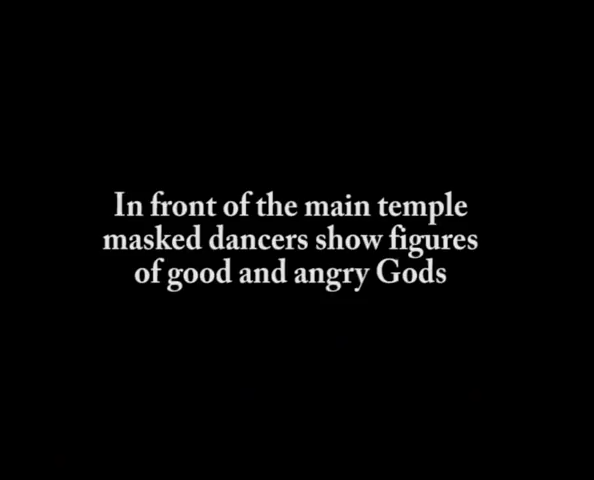 In front of the main temple
masked dancers show figures
of good and angry Gods